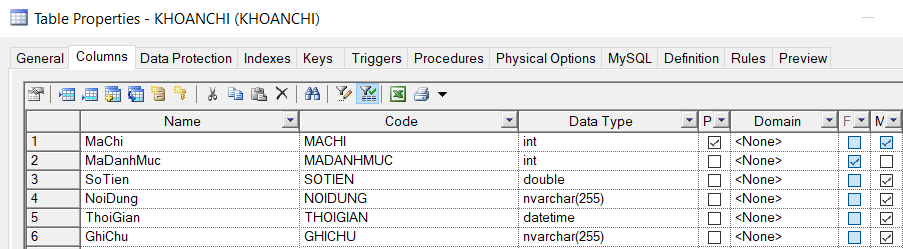 Table Properties - KHOANCHI (KHOANCHI)
General Columns Data Protection Indexes Keys Triggers Procedures Physical Options MySQL Definition Rules Preview
Name Code Data Type P Domain F M
1 MaChi MACHI int <None>
2 MaDanhMuc MADANHMUC int <None>
3 SoTien SOTIEN double <None>
4 NoiDung NOIDUNG nvarchar(255) <None>
5 ThoiGian THOIGIAN datetime <None>
6 GhiChu GHICHU nvarchar(255) <None>